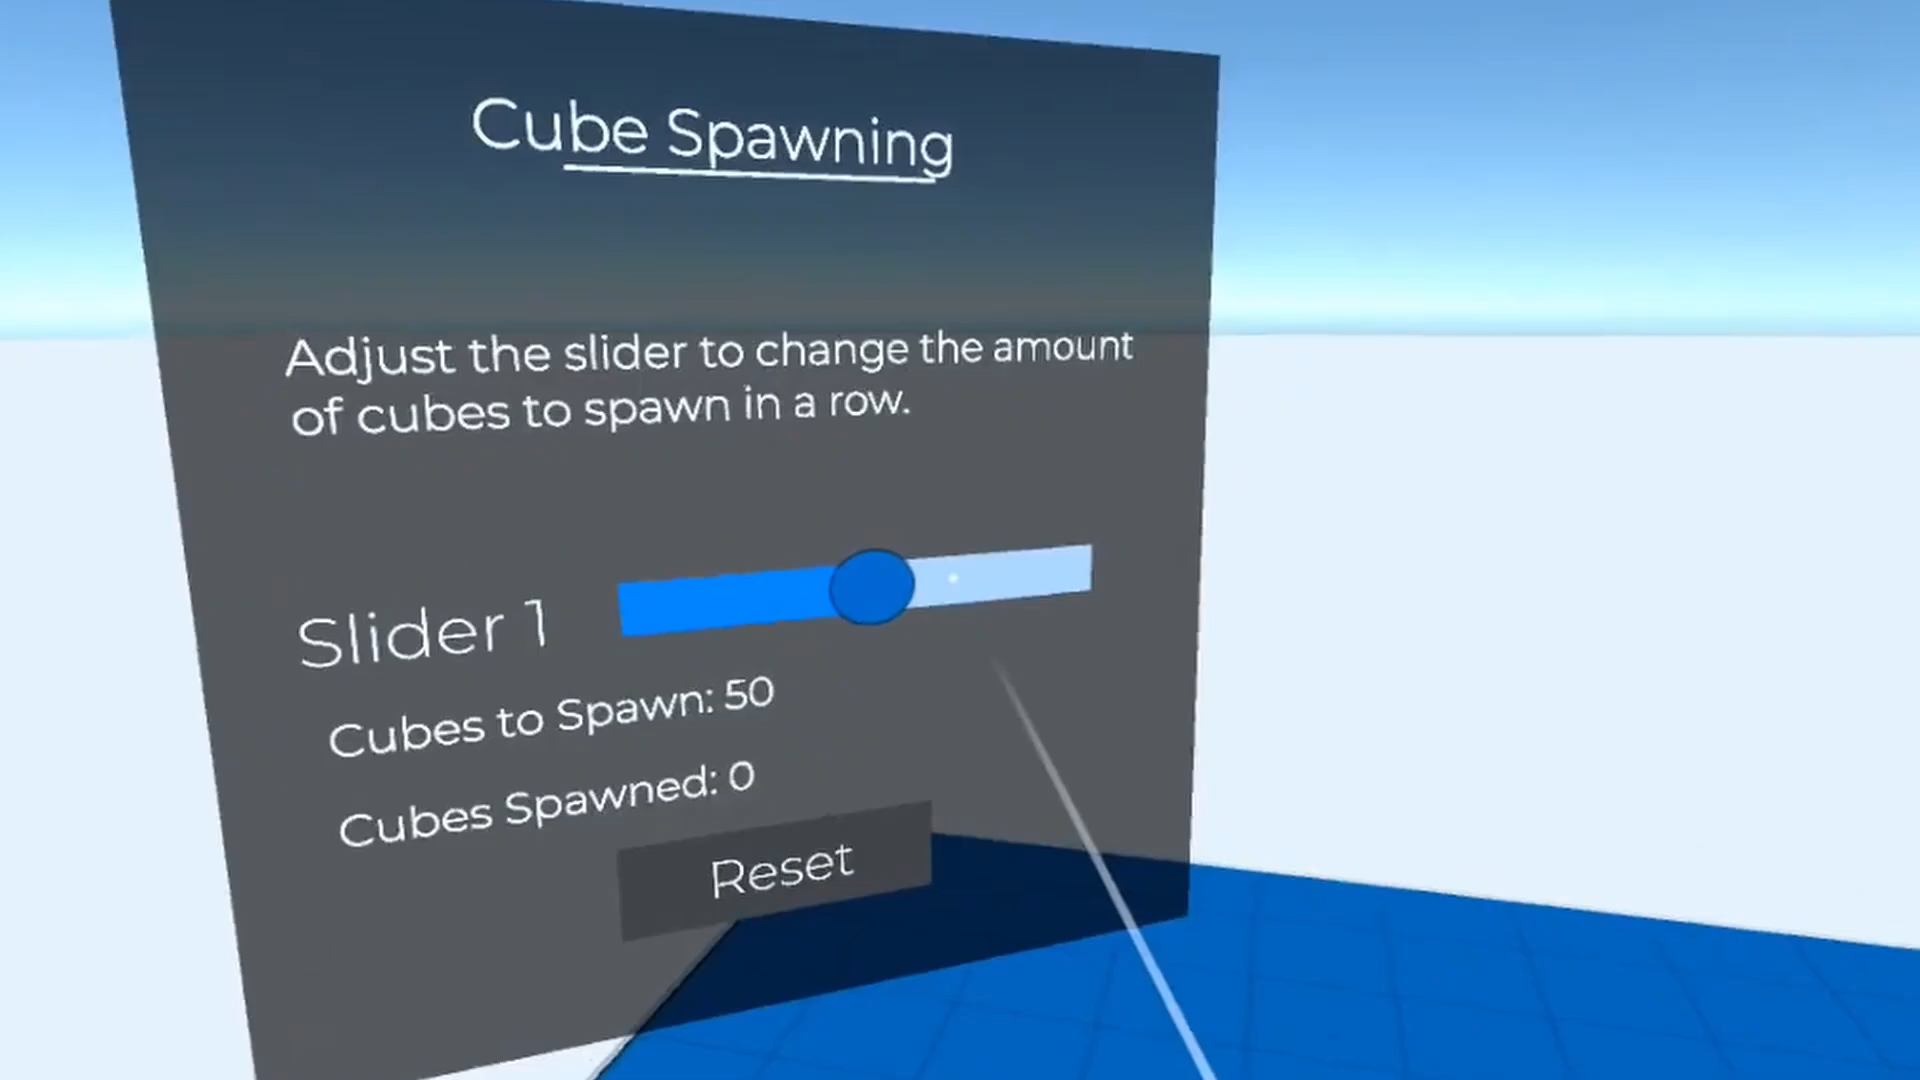 Cube Spawning
Adjust the slider to change the amount
of cubes to spawn in a row.
Slider 1
Cubes to Spawn: 50
Cubes Spawned: 0
Reset